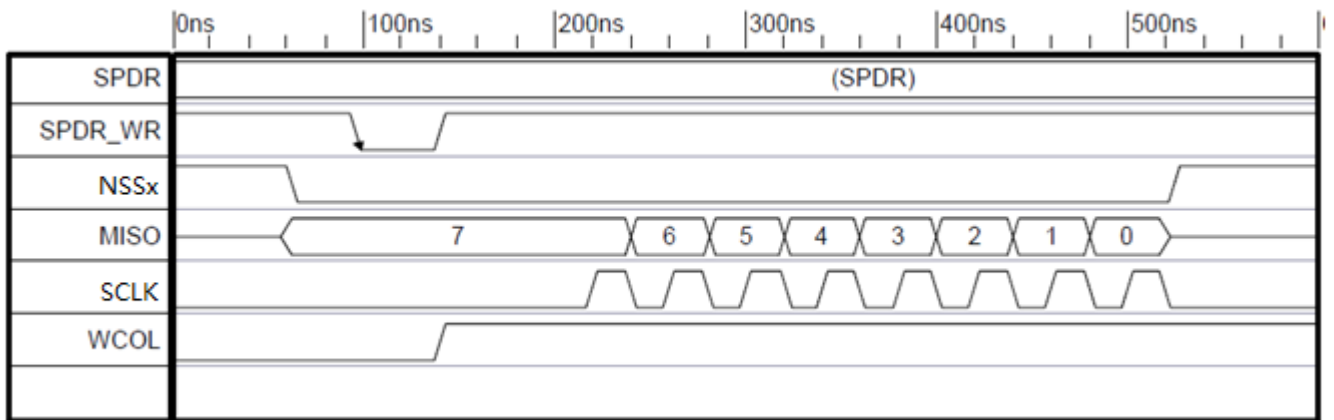 0ns 100ns 200ns 300ns 400ns 500ns
SPDR (SPDR)
SPDR_WR
NSSx
MISO 7 6 5 4 3 2 1 0
SCLK
WCOL